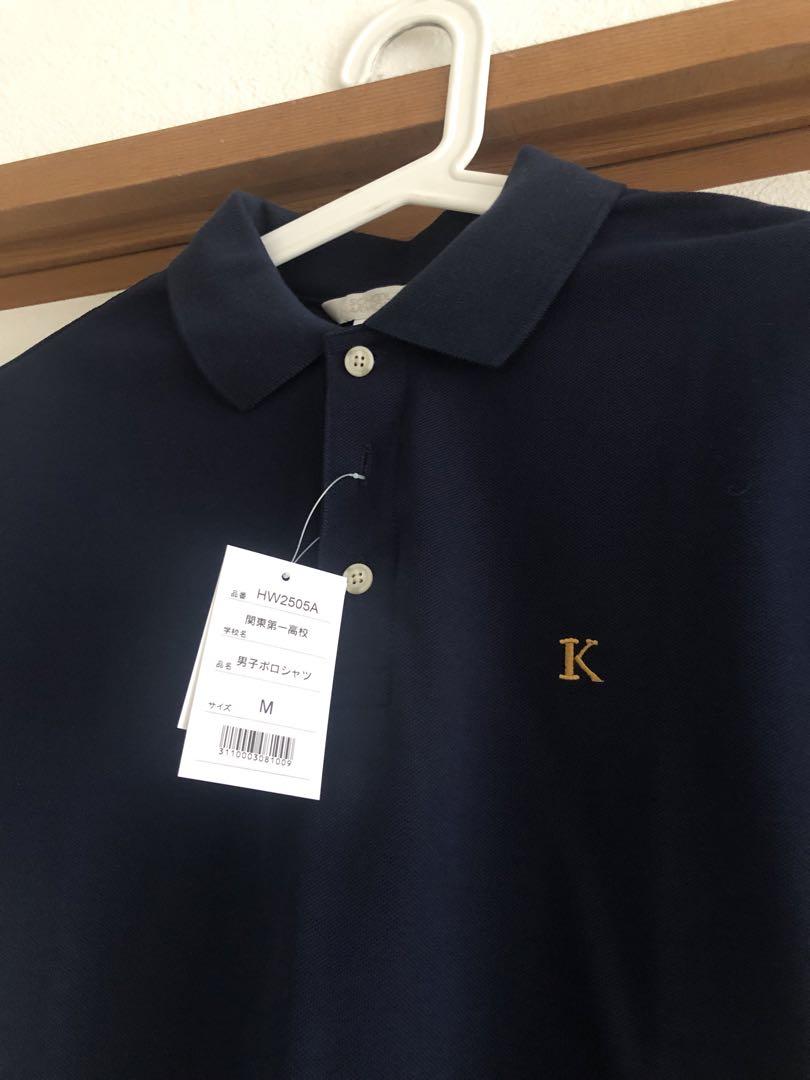 品番 HW2505A
関東第一高校
学校名
品名 男子ポロシャツ
サイズ M
3110003081009
K